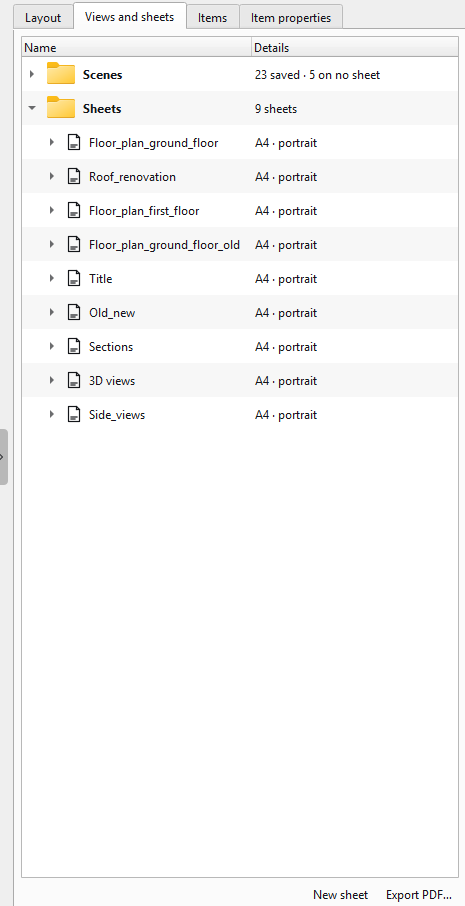 Layout Views and sheets Items Item properties
Name Details
Scenes 23 saved · 5 on no sheet
Sheets 9 sheets
Floor_plan_ground_floor A4 · portrait
Roof_renovation A4 · portrait
Floor_plan_first_floor A4 · portrait
Floor_plan_ground_floor_old A4 · portrait
Title A4 · portrait
Old_new A4 · portrait
Sections A4 · portrait
3D views A4 · portrait
Side_views A4 · portrait
New sheet Export PDF...